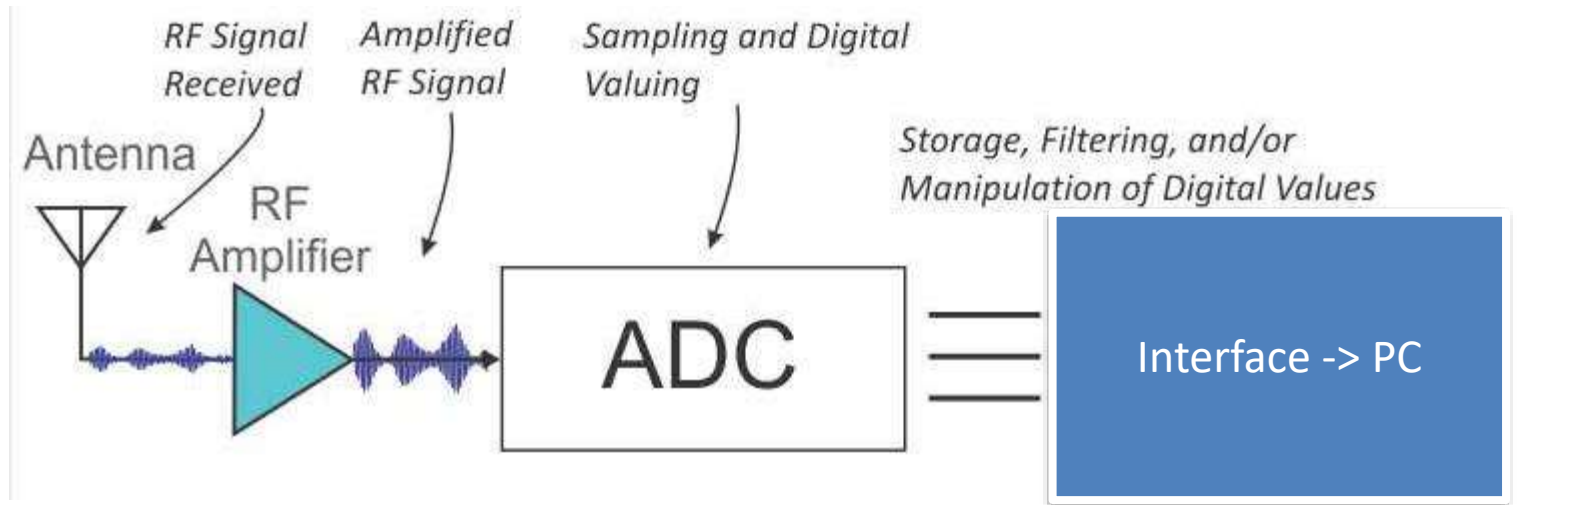 RF Signal
Received
Amplified
RF Signal
Sampling and Digital
Valuing
Storage, Filtering, and/or
Manipulation of Digital Values
Antenna
RF
Amplifier
ADC
Interface -> PC